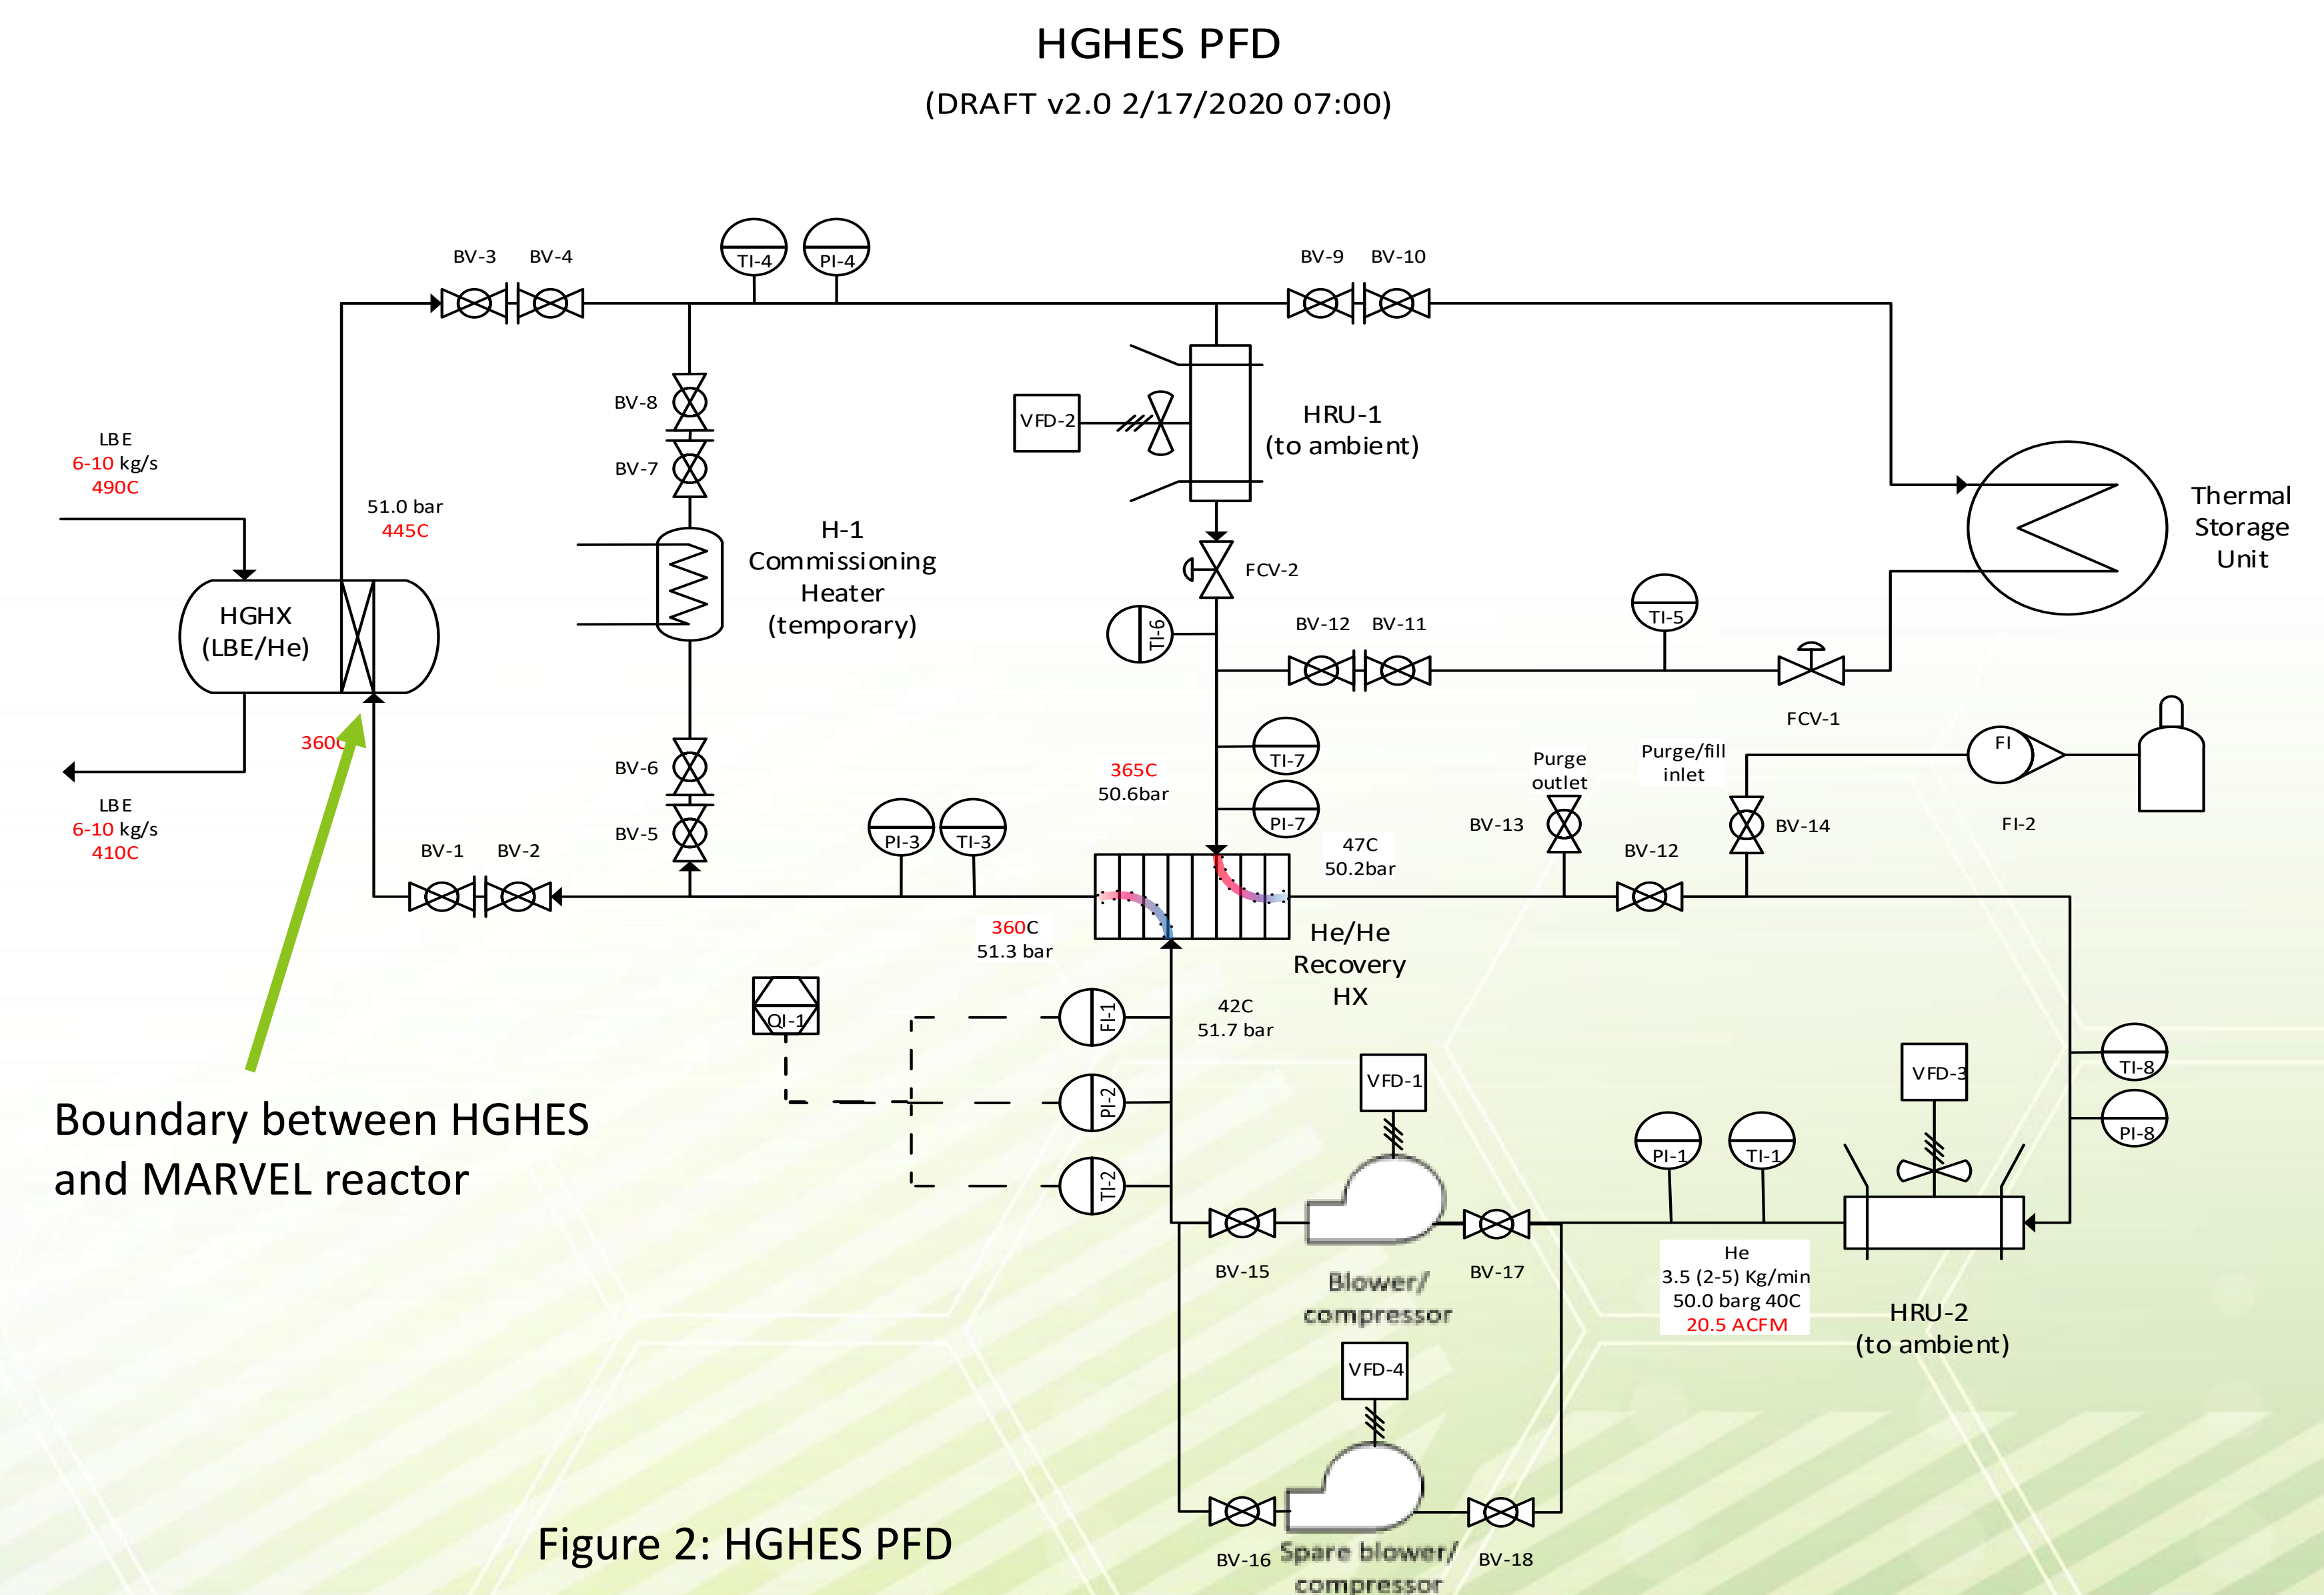 HGHES PFD
(DRAFT v2.0 2/17/2020 07:00)
BV-3
BV-4
TI-4
PI-4
BV-9
BV-10
BV-8
BV-7
VFD-2
HRU-1
(to ambient)
LBE
6-10 kg/s
490C
51.0 bar
445C
H-1
Commissioning
Heater
(temporary)
FCV-2
Thermal
Storage
Unit
HGHX
(LBE/He)
TI-6
BV-12
BV-11
TI-5
FCV-1
360C
BV-6
BV-5
365C
50.6bar
TI-7
PI-7
Purge
outlet
Purge/fill
inlet
FI
FI-2
BV-13
BV-14
BV-12
LBE
6-10 kg/s
410C
BV-1
BV-2
PI-3
TI-3
47C
50.2bar
360C
51.3 bar
He/He
Recovery
HX
QI-1
FI-1
PI-2
TI-2
42C
51.7 bar
VFD-1
VFD-3
TI-8
PI-8
PI-1
TI-1
Boundary between HGHES
and MARVEL reactor
BV-15
Blower/
compressor
BV-17
He
3.5 (2-5) Kg/min
50.0 barg 40C
20.5 ACFM
HRU-2
(to ambient)
VFD-4
BV-16
Spare blower/
compressor
BV-18
Figure 2: HGHES PFD